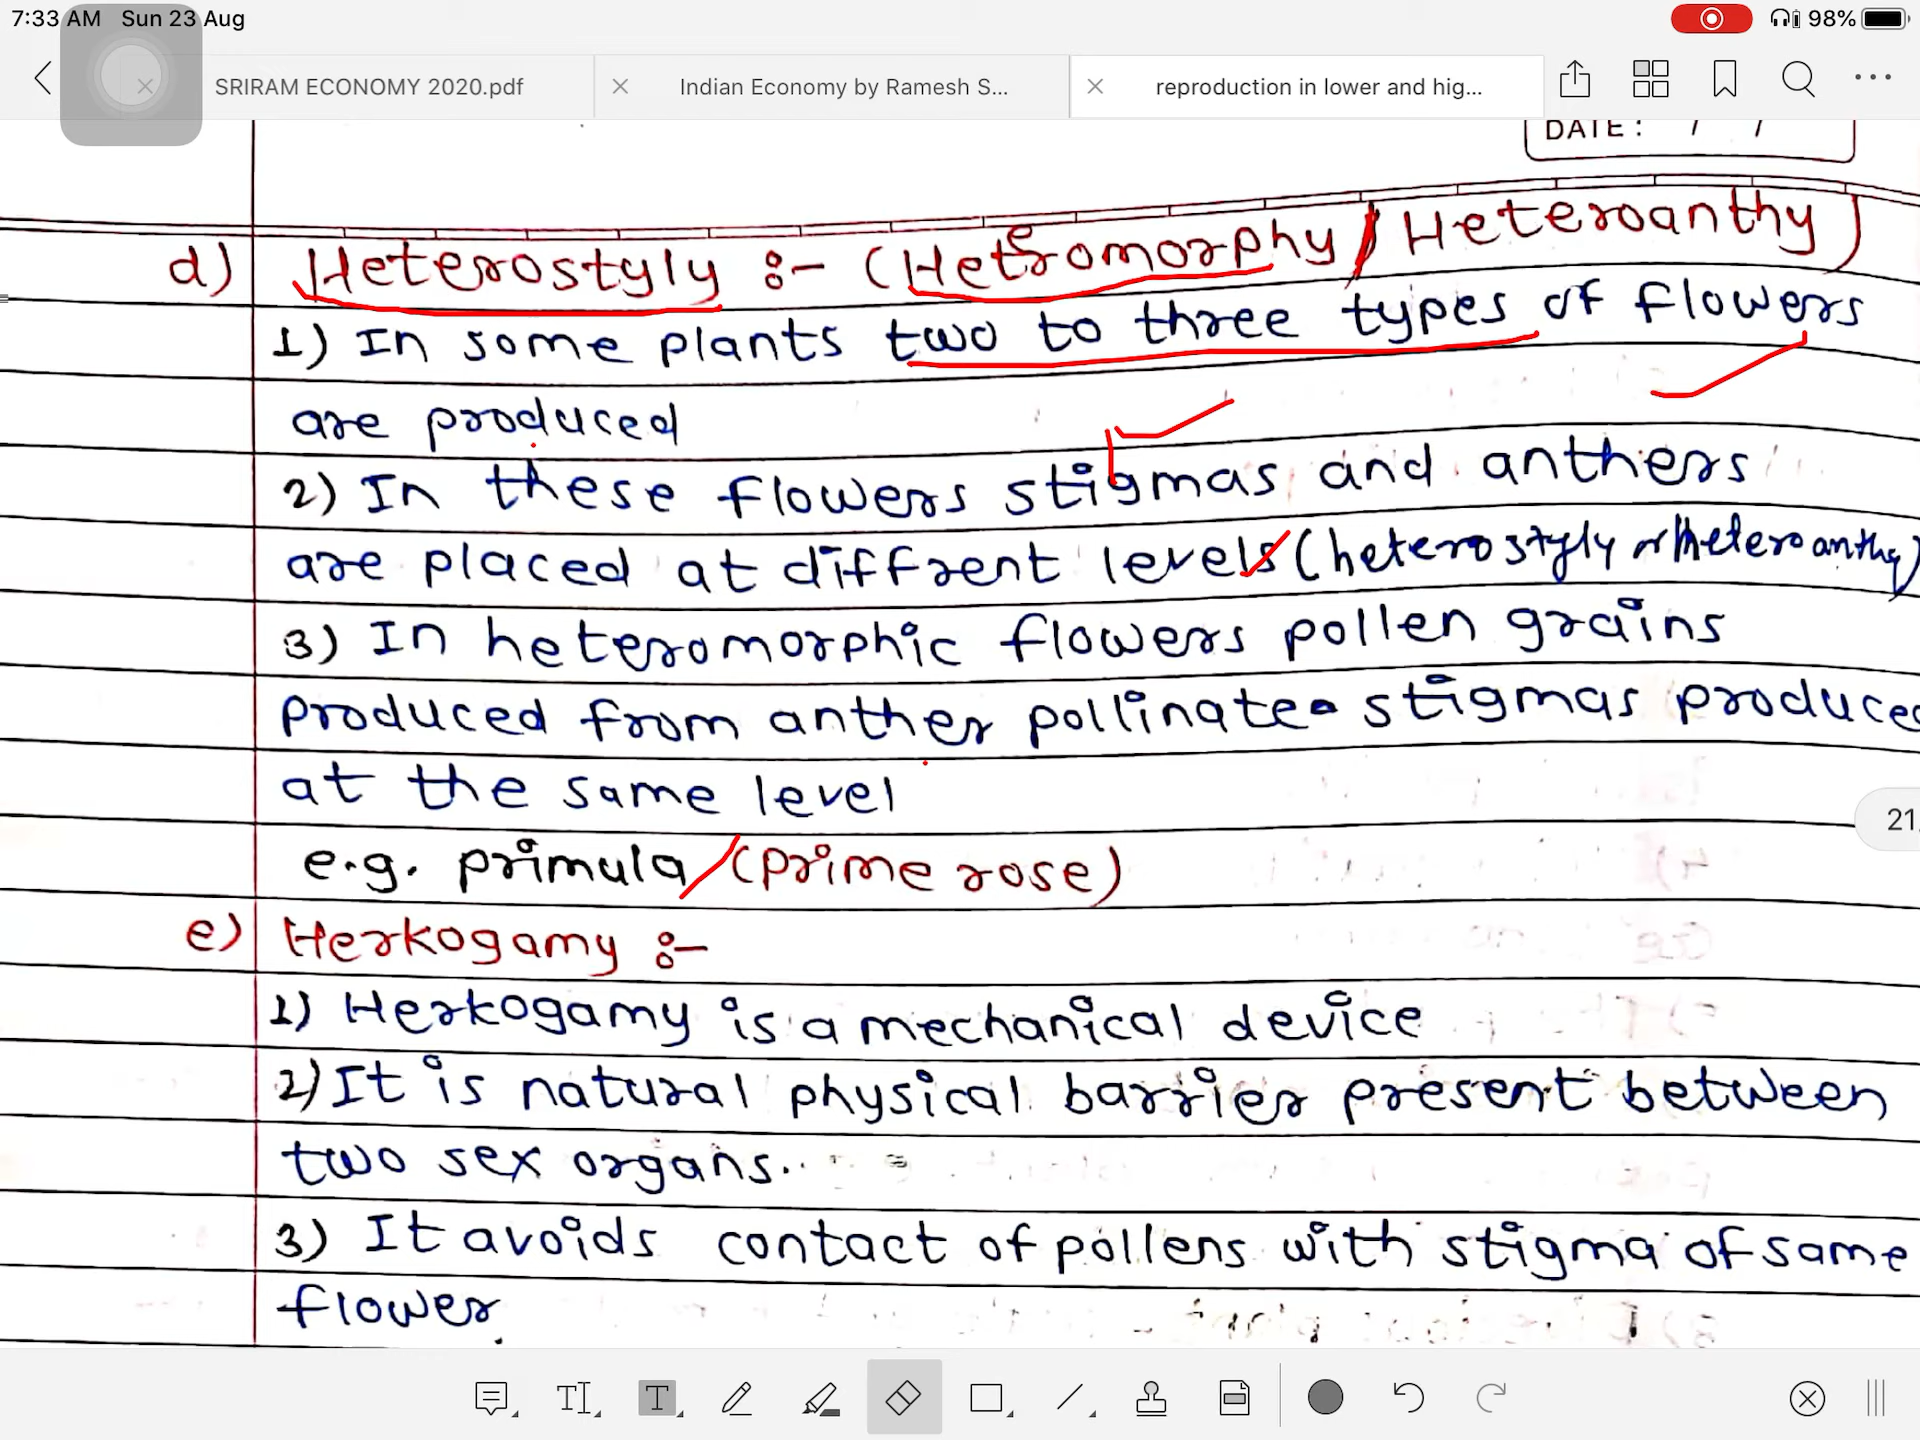 7:33 AM Sun 23 Aug 98%
SRIRAM ECONOMY 2020.pdf Indian Economy by Ramesh S... reproduction in lower and hig...
DATE: / /
d) Heterostyly :- (Hetromorphy / Heteroanthy)
1) In some plants two to three types of flowers
are produced
2) In these flowers stigmas and anthers
are placed at diffrent levels (heterostyly or heteroanthy)
3) In heteromorphic flowers pollen grains
produced from anther pollinate stigmas produced
at the same level
e.g. primula (prime rose)
21
e) Herkogamy :-
1) Herkogamy is a mechanical device
2) It is natural physical barrier present between
two sex organs..
3) It avoids contact of pollens with stigma of same
flower.